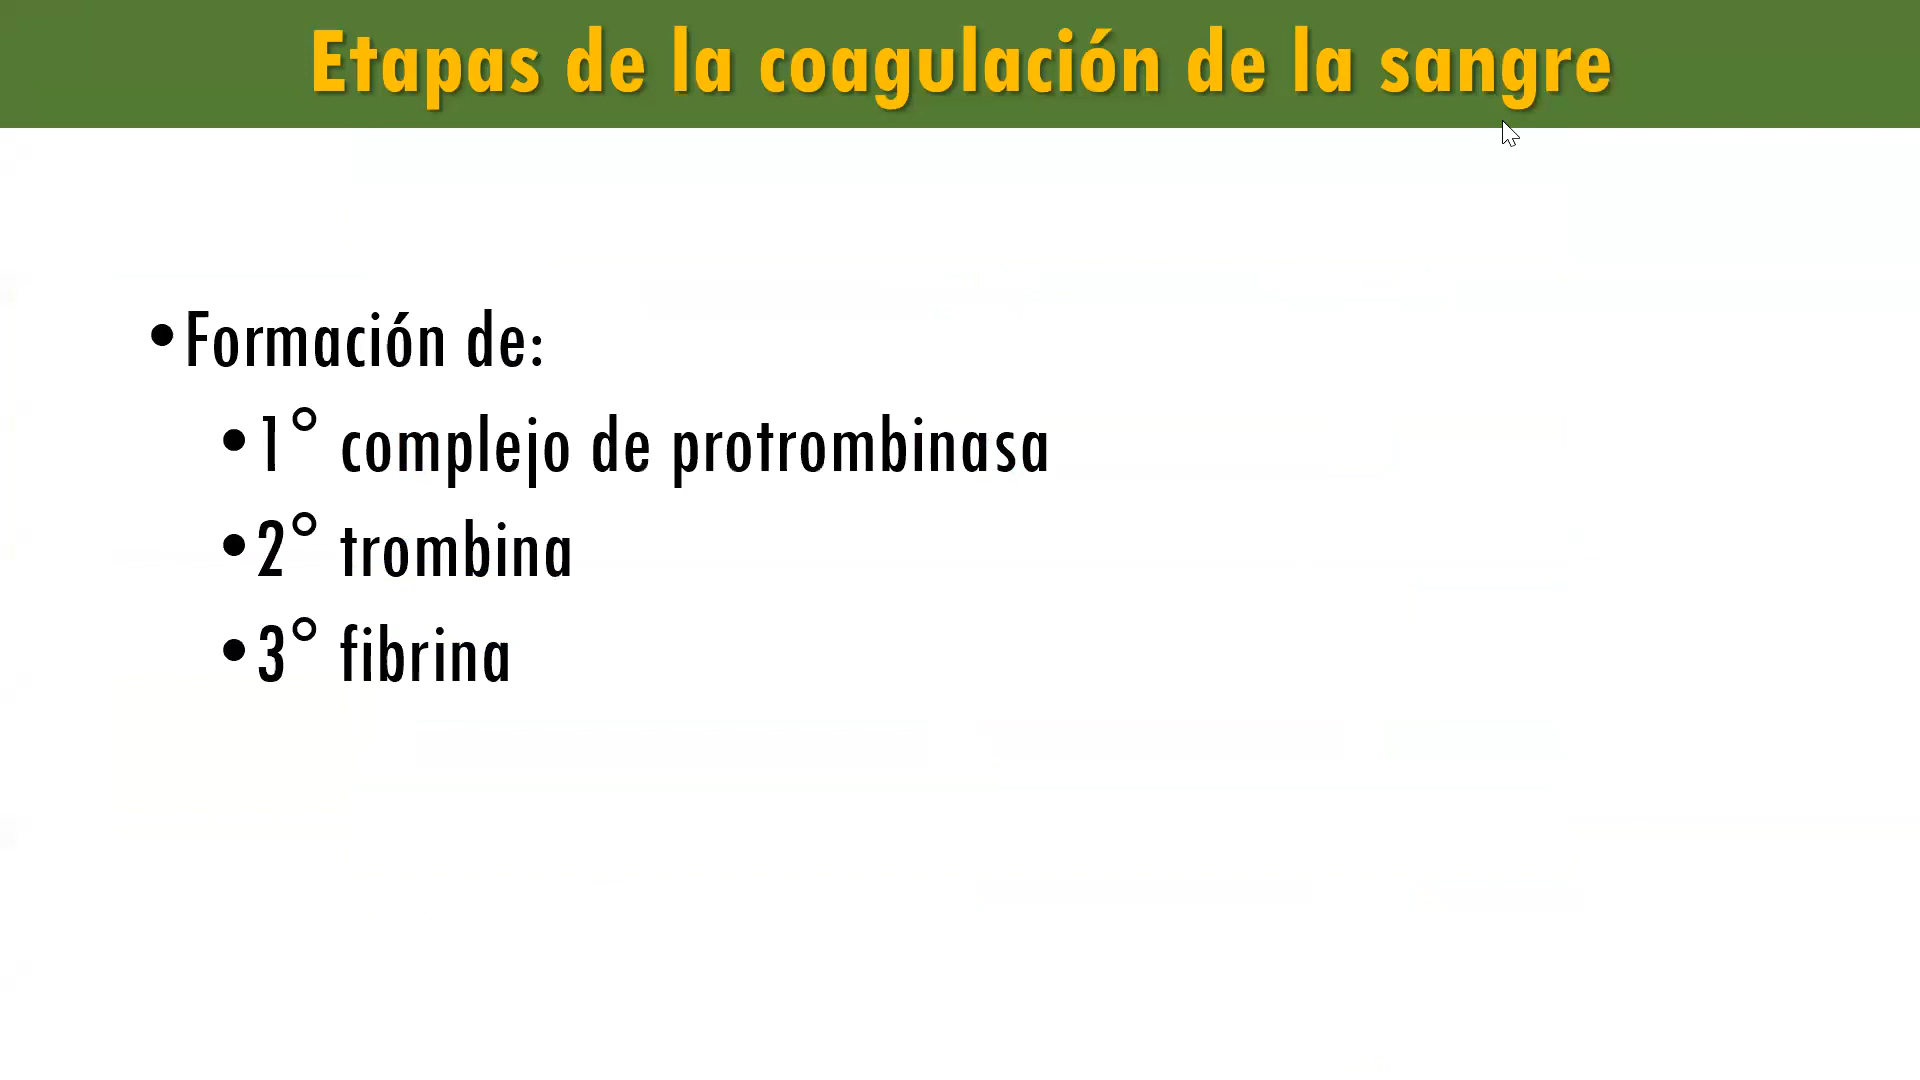 Etapas de la coagulación de la sangre
•Formación de:
•1° complejo de protrombinasa
•2° trombina
•3° fibrina